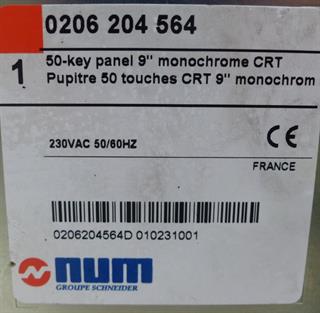 0206 204 564
1
50-key panel 9" monochrome CRT
Pupitre 50 touches CRT 9" monochrom
230VAC 50/60HZ
CE
FRANCE
0206204564D 010231001
num
GROUPE SCHNEIDER